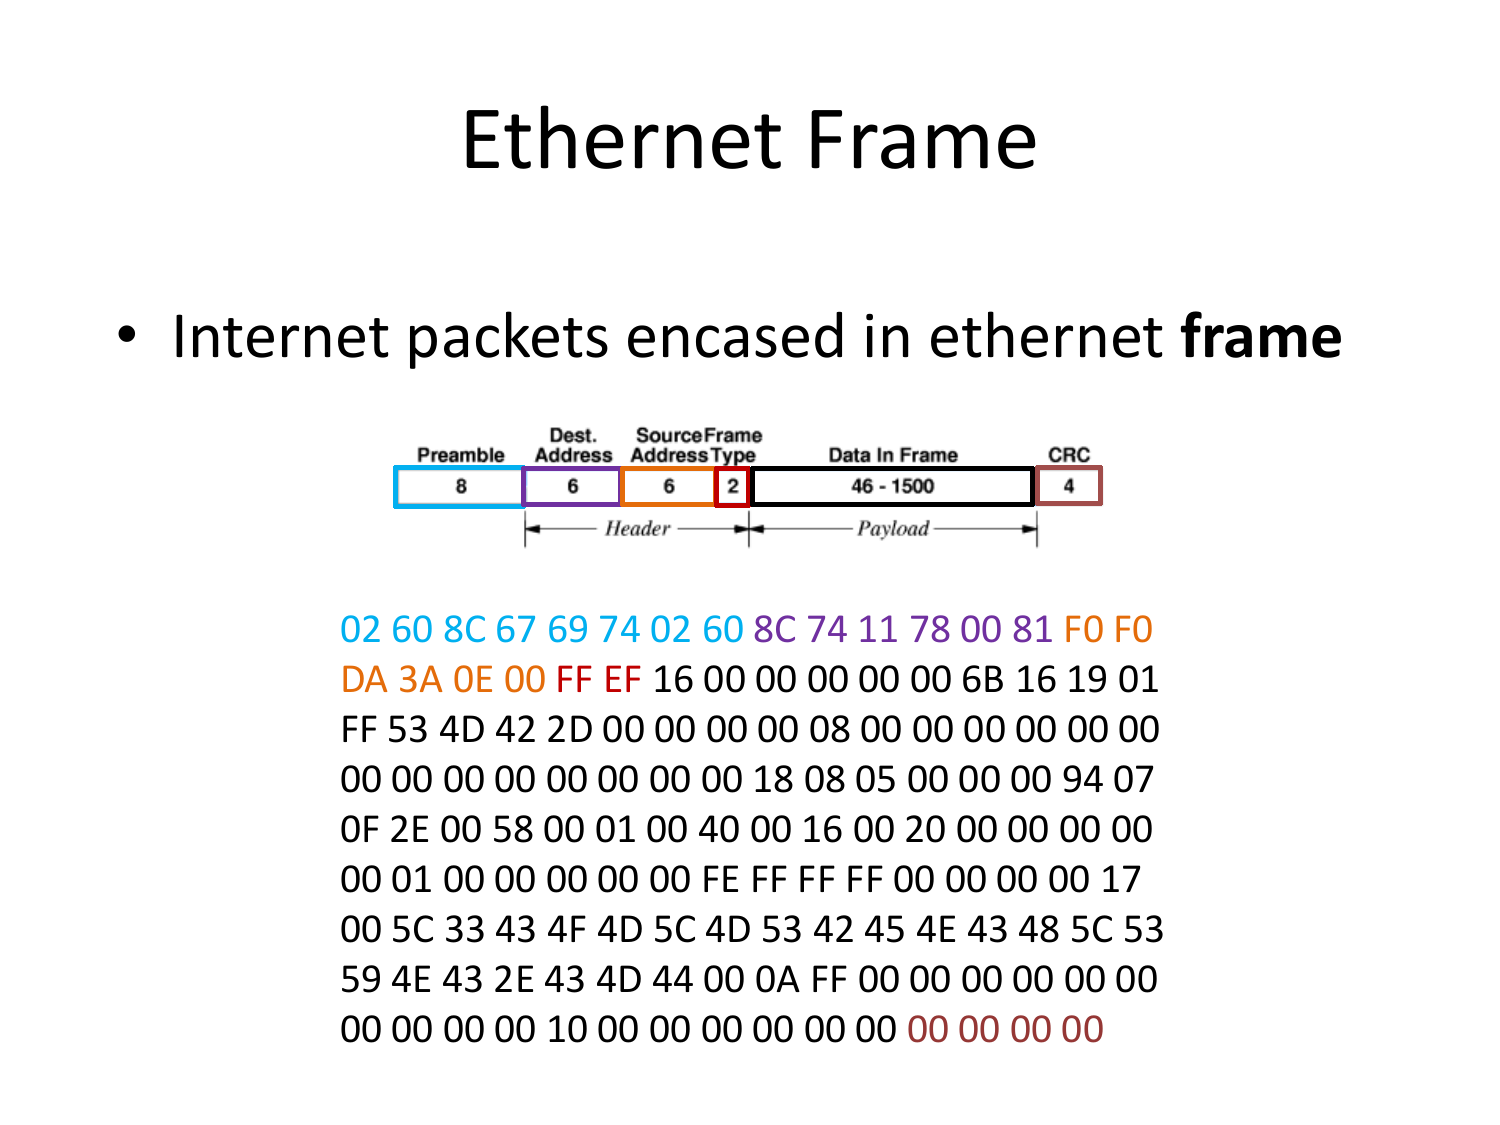 Ethernet Frame
• Internet packets encased in ethernet frame
Dest. Source Frame
Preamble Address Address Type Data In Frame CRC
8 6 6 2 46 - 1500 4
Header Payload
02 60 8C 67 69 74 02 60 8C 74 11 78 00 81 F0 F0
DA 3A 0E 00 FF EF 16 00 00 00 00 00 6B 16 19 01
FF 53 4D 42 2D 00 00 00 00 08 00 00 00 00 00 00
00 00 00 00 00 00 00 00 18 08 05 00 00 00 94 07
0F 2E 00 58 00 01 00 40 00 16 00 20 00 00 00 00
00 01 00 00 00 00 00 FE FF FF FF 00 00 00 00 17
00 5C 33 43 4F 4D 5C 4D 53 42 45 4E 43 48 5C 53
59 4E 43 2E 43 4D 44 00 0A FF 00 00 00 00 00 00
00 00 00 00 10 00 00 00 00 00 00 00 00 00 00